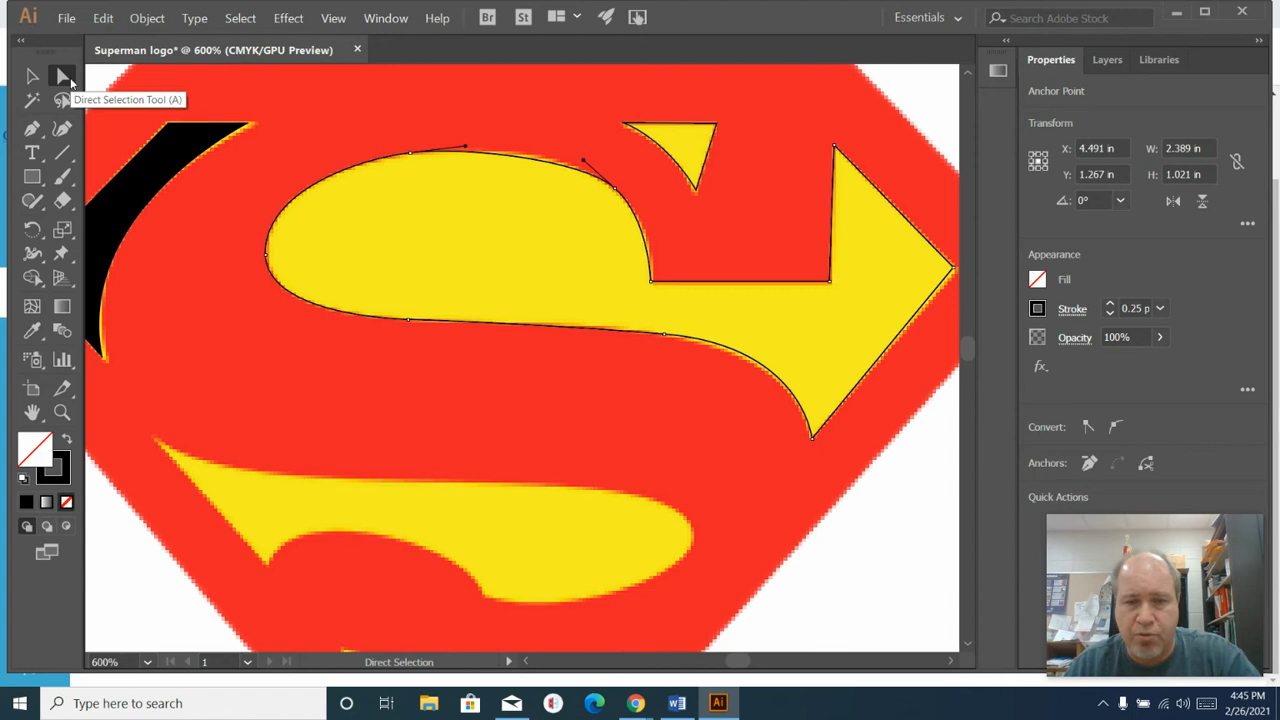 Ai File Edit Object Type Select Effect View Window Help Br St Essentials Search Adobe Stock
Superman logo* @ 600% (CMYK/GPU Preview)
Properties Layers Libraries
Direct Selection Tool (A)
Anchor Point
Transform
X: 4.491 in W: 2.389 in
Y: 1.267 in H: 1.021 in
0°
Appearance
Fill
Stroke 0.25 p
Opacity 100%
fx.
Convert:
Anchors:
Quick Actions
600% 1 Direct Selection
Type here to search
Ai
4:45 PM
2/26/2021